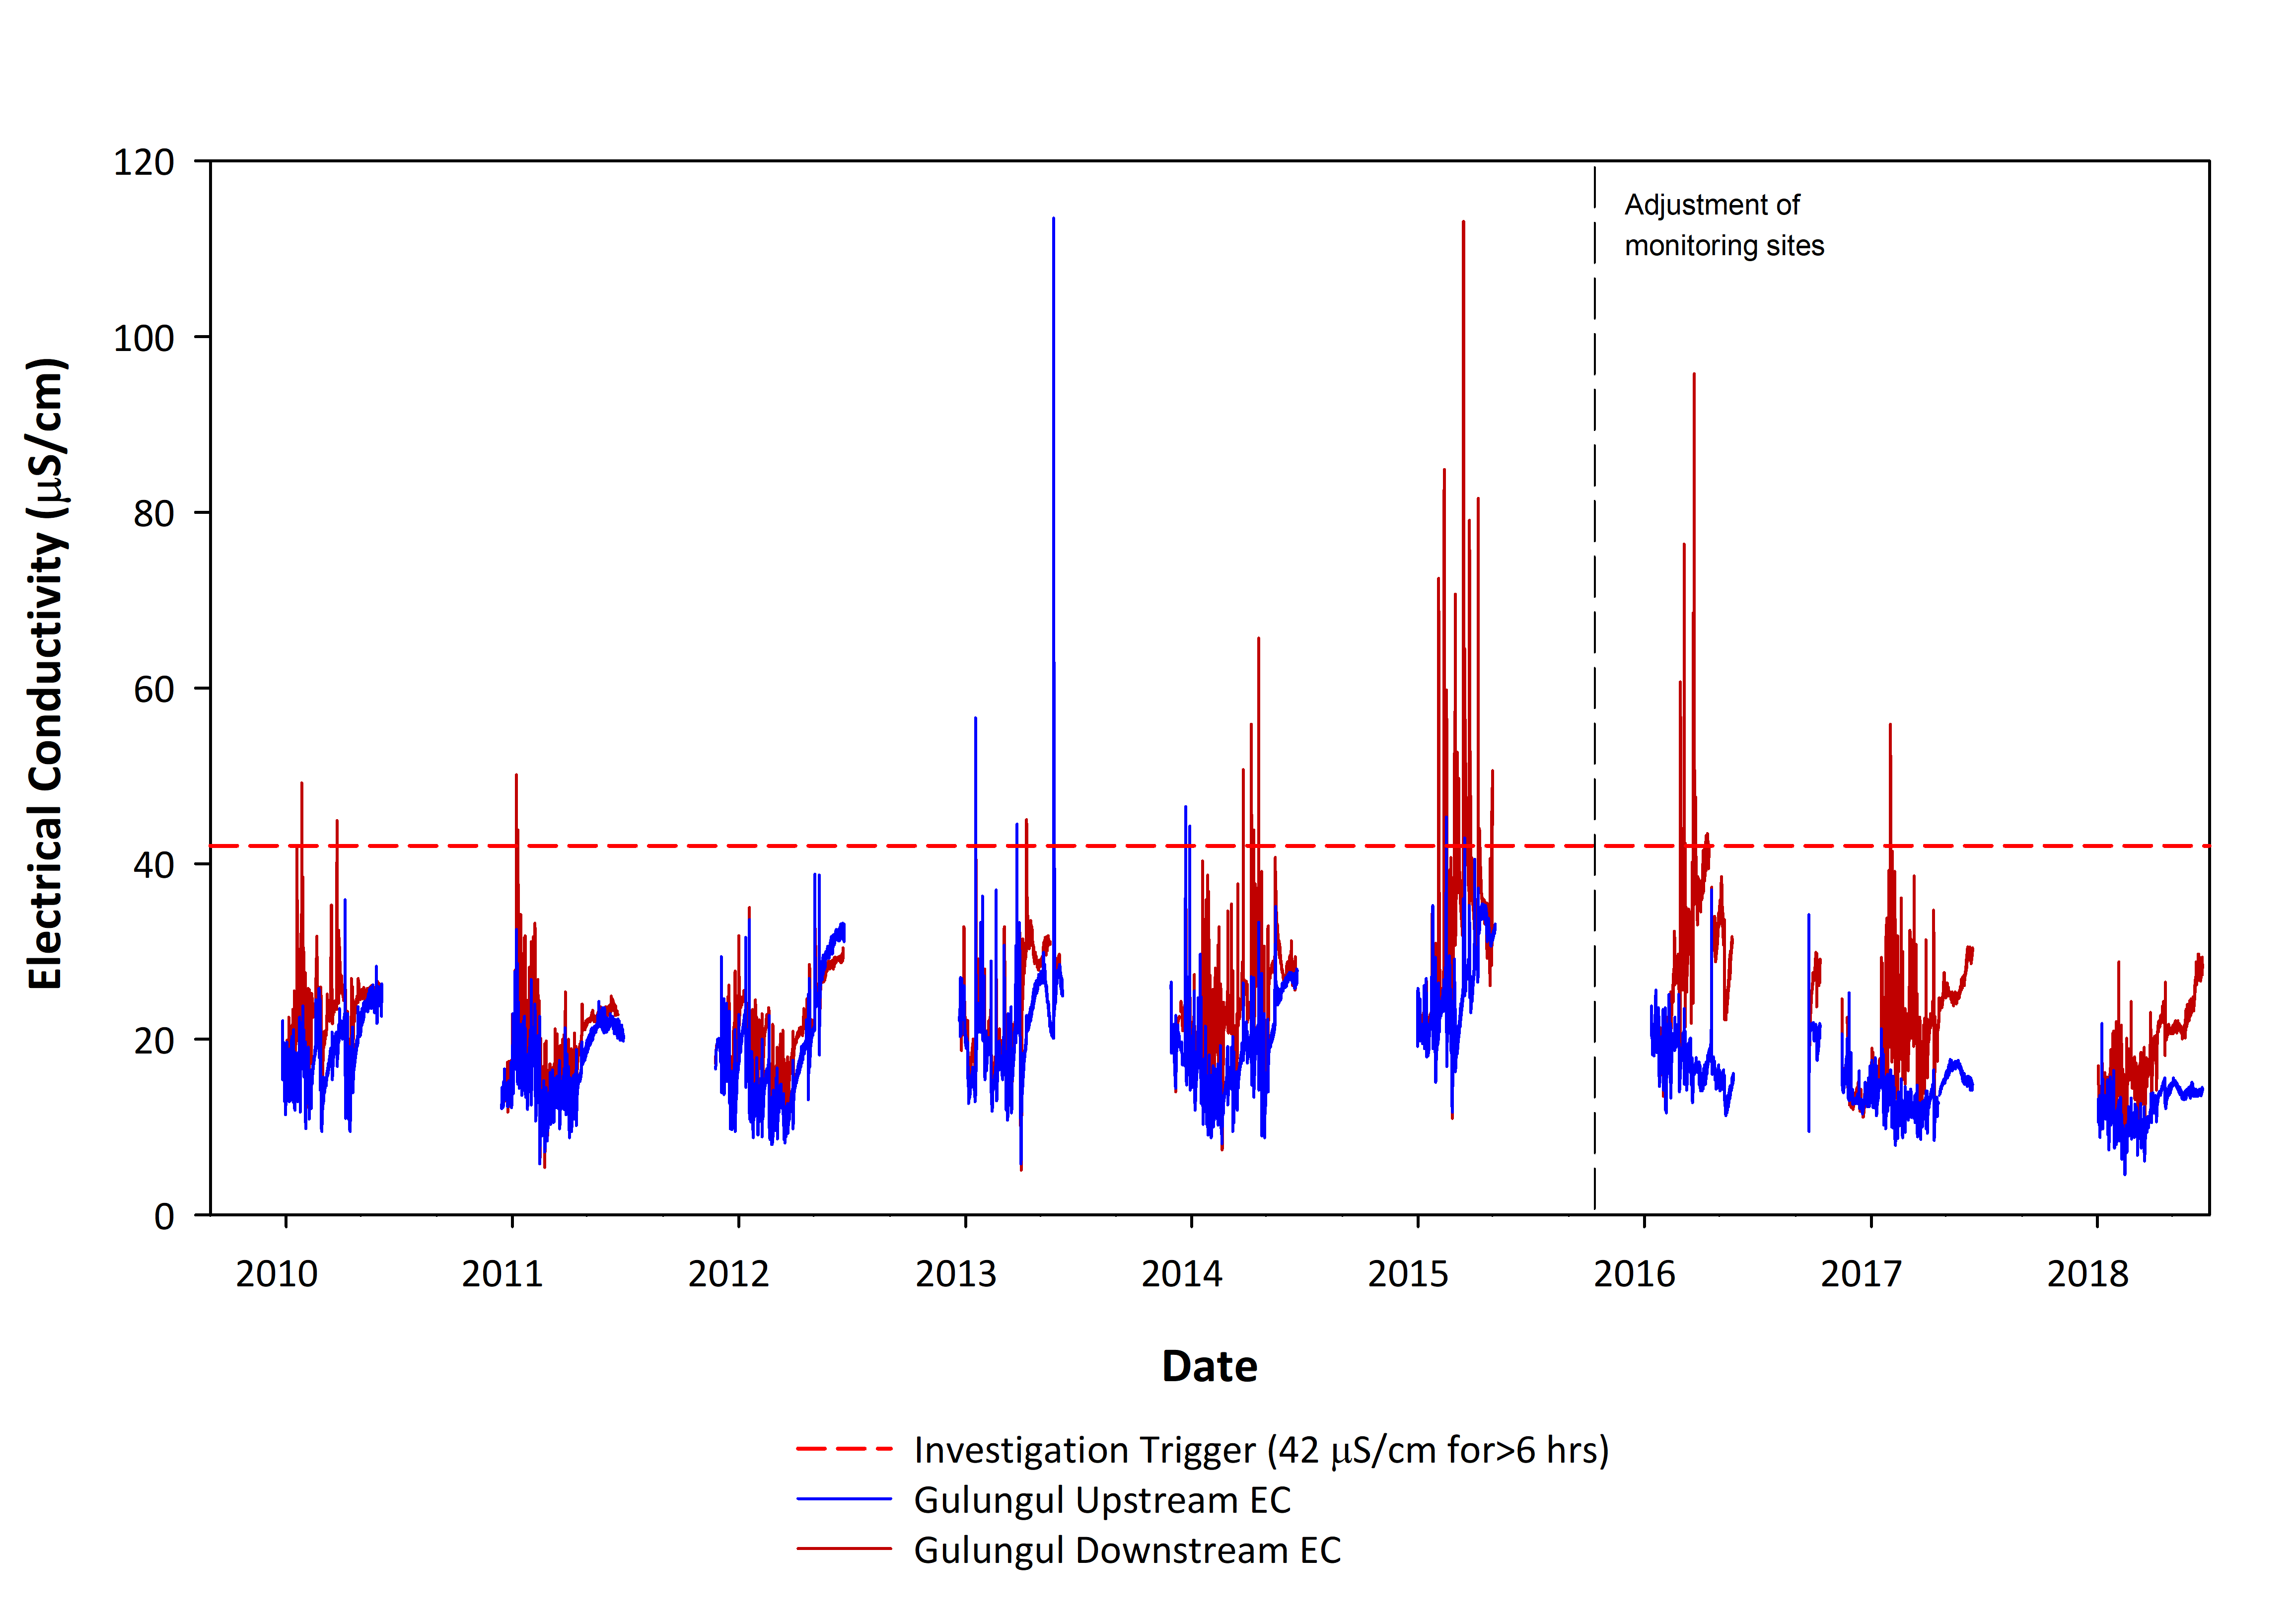 120
Adjustment of
monitoring sites
100
80
60
40
20
0
Electrical Conductivity (μS/cm)
2010 2011 2012 2013 2014 2015 2016 2017 2018
Date
Investigation Trigger (42 μS/cm for>6 hrs)
Gulungul Upstream EC
Gulungul Downstream EC